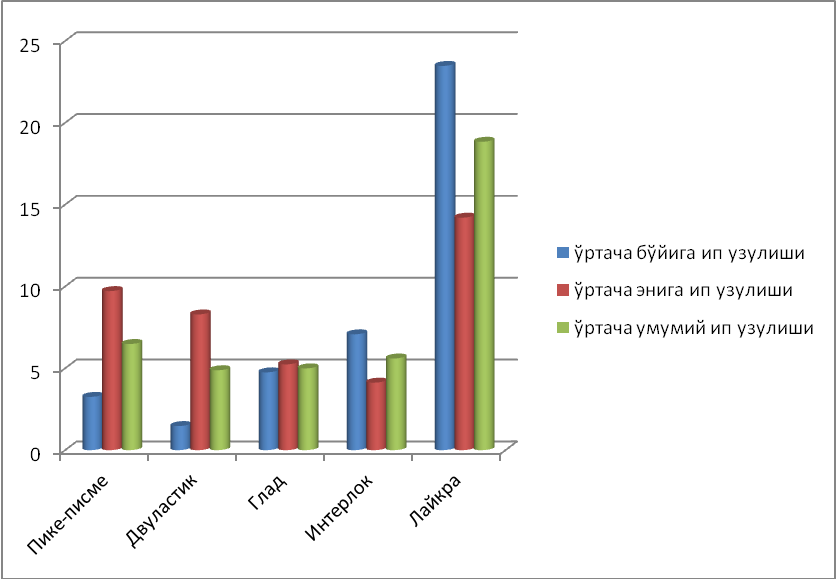 25
20
15
10
5
0
Пике-писме
Двуластик
Глад
Интерлок
Лайкра
ўртача бўйига ип узулиши
ўртача энига ип узулиши
ўртача умумий ип узулиши